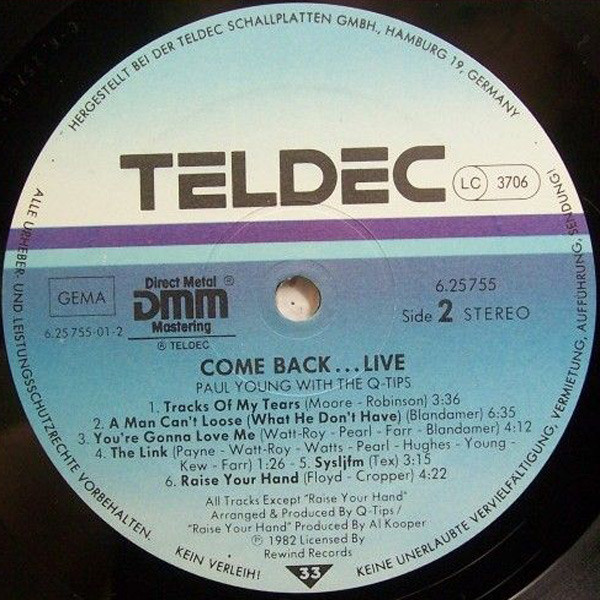 HERGESTELLT BEI DER TELDEC SCHALLPLATTEN GMBH., HAMBURG 19, GERMANY
TELDEC
LC 3706
GEMA
6.25 755-01-2
Direct Metal ®
DMM
Mastering
® TELDEC
6.25755
Side 2 STEREO
COME BACK...LIVE
PAUL YOUNG WITH THE Q-TIPS
1. Tracks Of My Tears (Moore - Robinson) 3:36
2. A Man Can't Loose (What He Don't Have) (Blandamer) 6:35
3. You're Gonna Love Me (Watt-Roy - Pearl - Farr - Blandamer) 4:12
4. The Link (Payne - Watt-Roy - Watts - Pearl - Hughes - Young -
Kew - Farr) 1:26 - 5. Sysljfm (Tex) 3:15
6. Raise Your Hand (Floyd - Cropper) 4:22
All Tracks Except "Raise Your Hand"
Arranged & Produced By Q-Tips /
"Raise Your Hand" Produced By Al Kooper
℗ 1982 Licensed By
Rewind Records
33
ALLE URHEBER- UND LEISTUNGSSCHUTZRECHTE VORBEHALTEN.
KEIN VERLEIH!
KEINE UNERLAUBTE VERVIELFÄLTIGUNG, VERMIETUNG, AUFFÜHRUNG, SENDUNG!